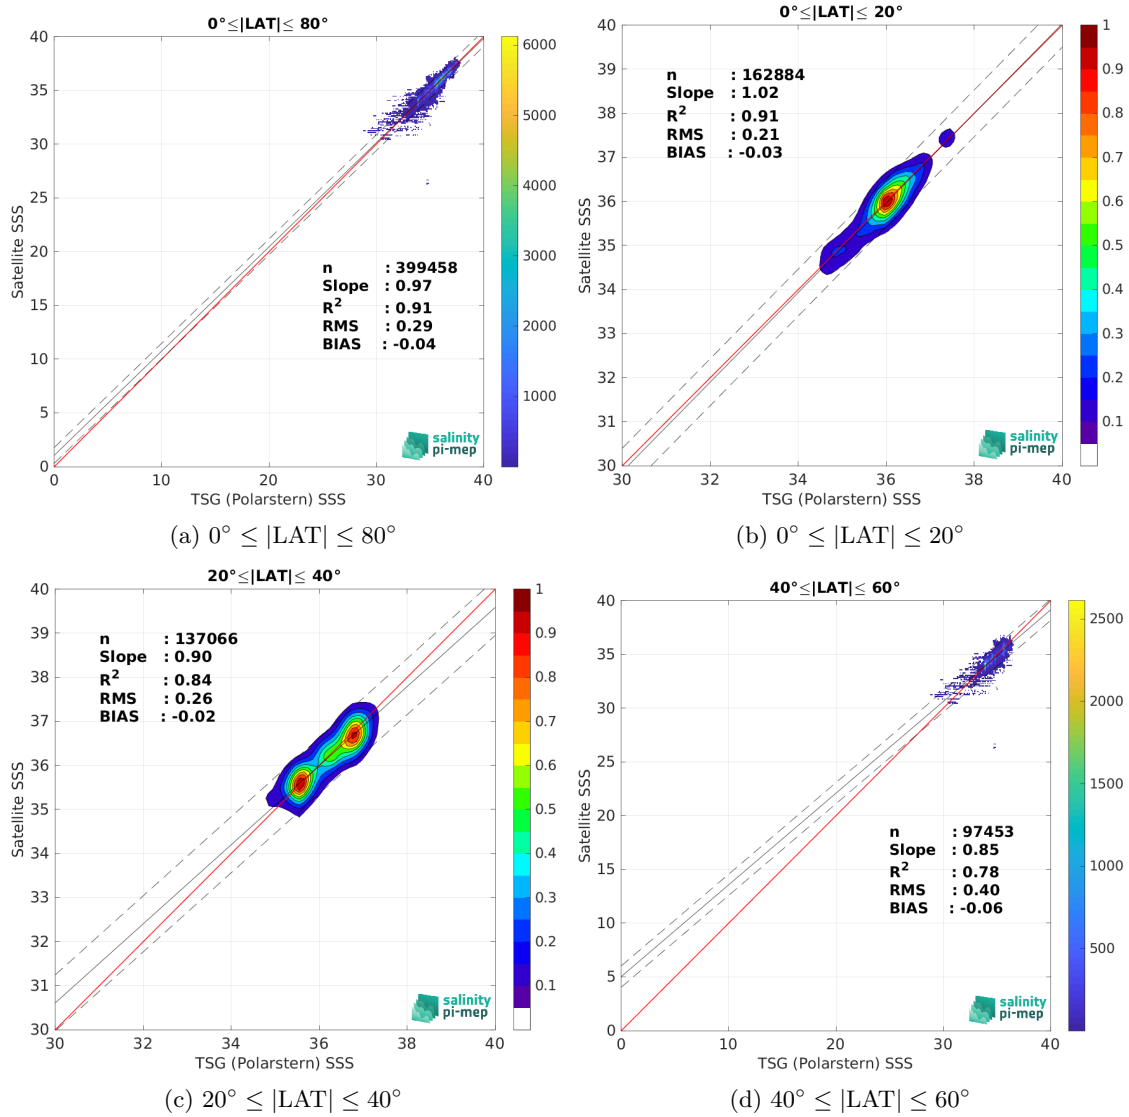 0°≤|LAT|≤ 80°
40
35
30
25
20
15
10
5
0
Satellite SSS
n : 399458
Slope : 0.97
R² : 0.91
RMS : 0.29
BIAS : -0.04
salinity
pi-mep
0 10 20 30 40
TSG (Polarstern) SSS
6000
5000
4000
3000
2000
1000
(a) 0° ≤ |LAT| ≤ 80°
0°≤|LAT|≤ 20°
40
39
38
37
36
35
34
33
32
31
30
Satellite SSS
n : 162884
Slope : 1.02
R² : 0.91
RMS : 0.21
BIAS : -0.03
salinity
pi-mep
30 32 34 36 38 40
TSG (Polarstern) SSS
1
0.9
0.8
0.7
0.6
0.5
0.4
0.3
0.2
0.1
(b) 0° ≤ |LAT| ≤ 20°
20°≤|LAT|≤ 40°
40
39
38
37
36
35
34
33
32
31
30
Satellite SSS
n : 137066
Slope : 0.90
R² : 0.84
RMS : 0.26
BIAS : -0.02
salinity
pi-mep
30 32 34 36 38 40
TSG (Polarstern) SSS
1
0.9
0.8
0.7
0.6
0.5
0.4
0.3
0.2
0.1
(c) 20° ≤ |LAT| ≤ 40°
40°≤|LAT|≤ 60°
40
35
30
25
20
15
10
5
0
Satellite SSS
n : 97453
Slope : 0.85
R² : 0.78
RMS : 0.40
BIAS : -0.06
salinity
pi-mep
0 10 20 30 40
TSG (Polarstern) SSS
2500
2000
1500
1000
500
(d) 40° ≤ |LAT| ≤ 60°